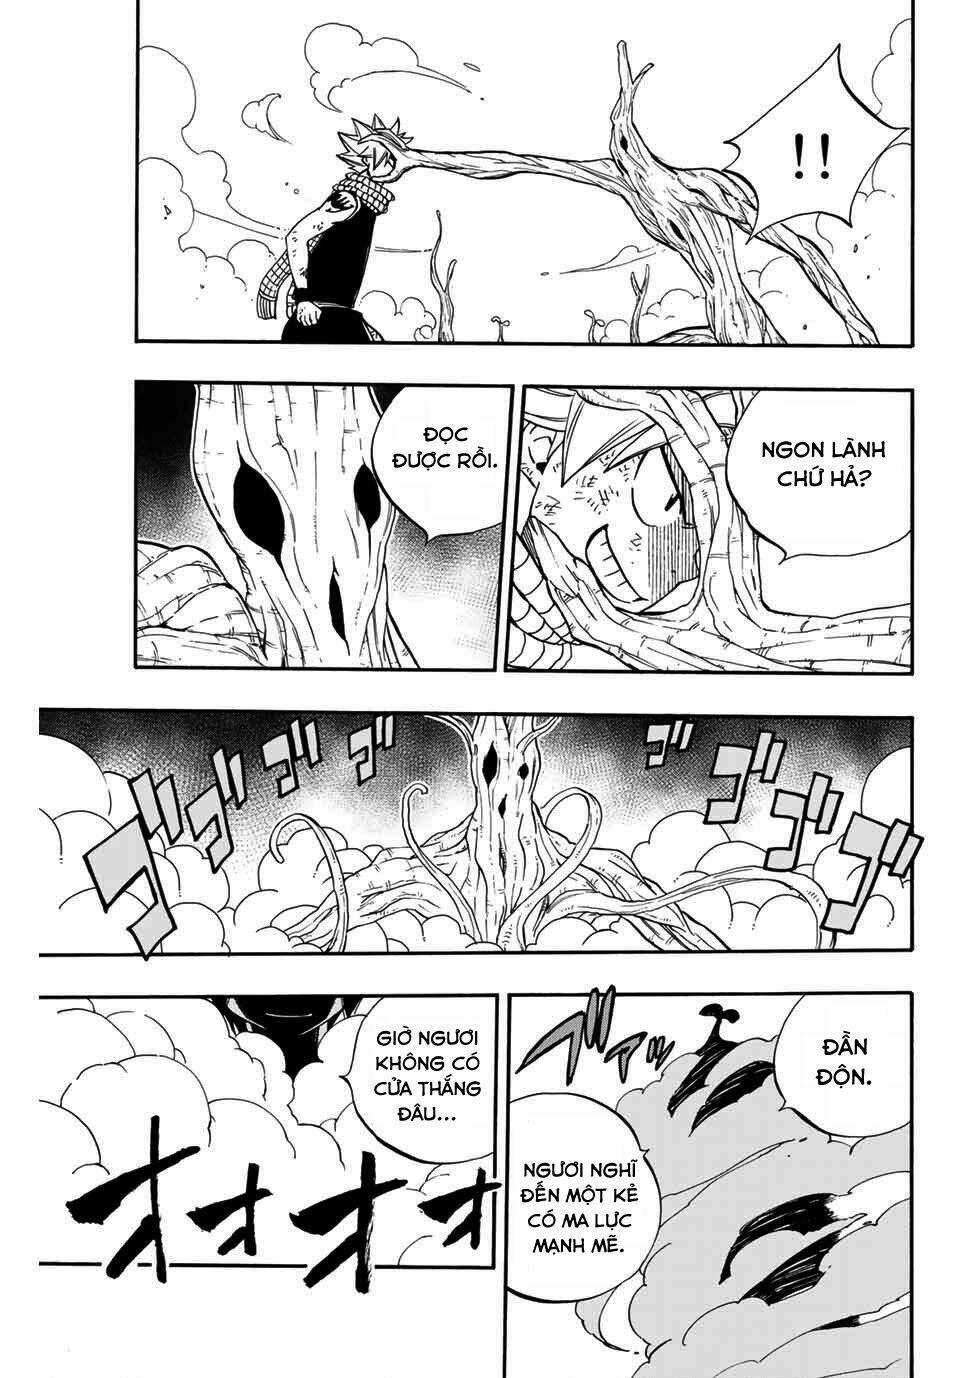 !!
NGON LÀNH
CHỨ HẢ?
ĐỌC
ĐƯỢC RỒI.
ゴゴゴゴ
ゴゴゴゴ
ĐẦN
ĐỘN.
NGƯƠI NGHĨ
ĐẾN MỘT KẺ
CÓ MA LỰC
MẠNH MẼ.
GIỜ NGƯƠI
KHÔNG CÓ
CỬA THẮNG
ĐÂU...
オオオオ